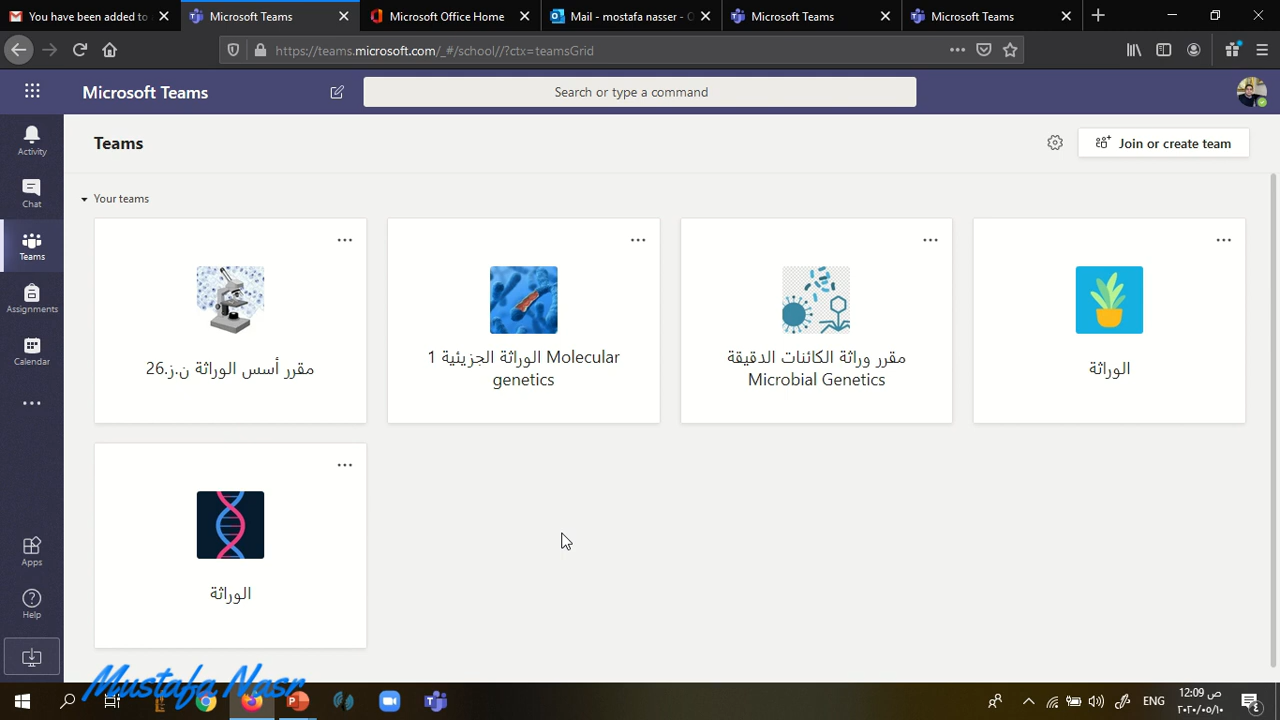 You have been added to
Microsoft Teams
Microsoft Office Home
Mail - mostafa nasser - O
Microsoft Teams
Microsoft Teams
https://teams.microsoft.com/_#/school//?ctx=teamsGrid
Microsoft Teams
Search or type a command
Activity
Chat
Teams
Assignments
Calendar
Apps
Help
Teams
Join or create team
Your teams
مقرر أسس الوراثة ن.ز.26
الوراثة الجزيئية 1 Molecular
genetics
مقرر وراثة الكائنات الدقيقة
Microbial Genetics
الوراثة
الوراثة
Mustafa Nasr
ENG
12:09 ص
٢٠٢٠/٠٥/١٠